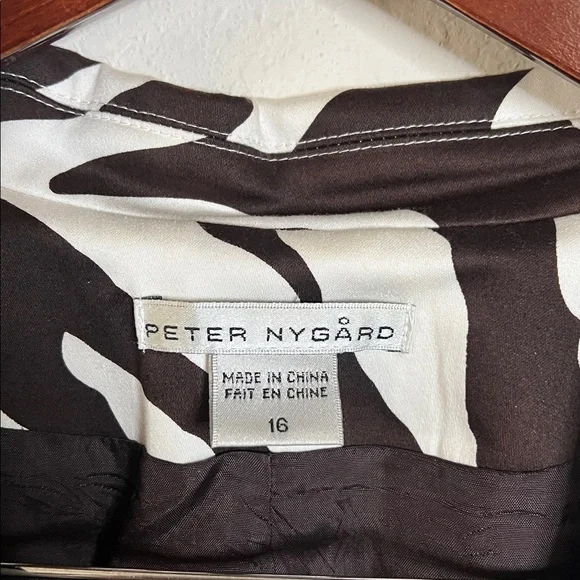 PETER NYGÅRD
MADE IN CHINA
FAIT EN CHINE
16